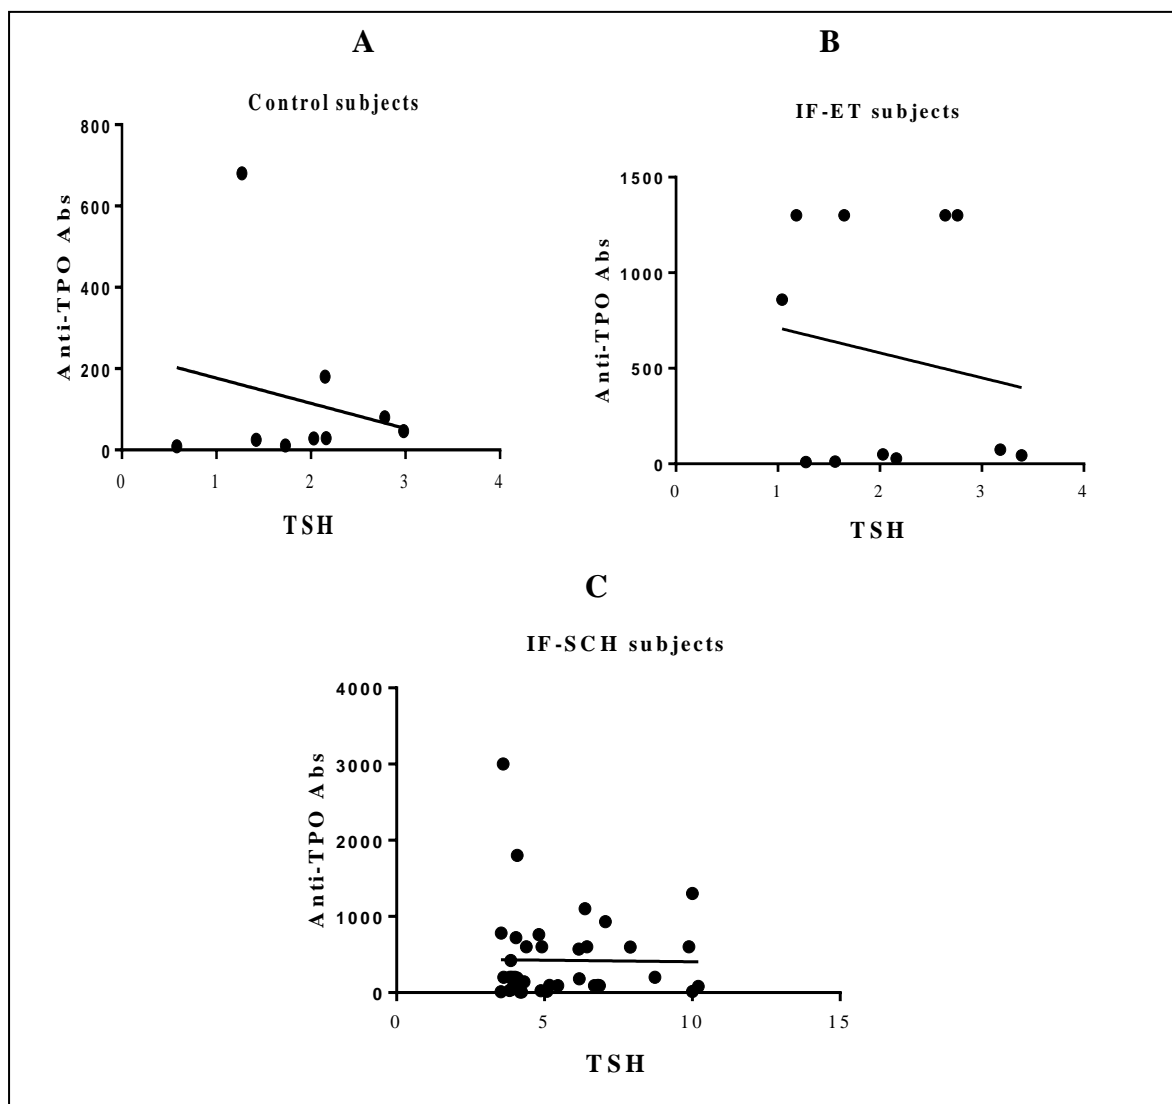 A
Control subjects
800
600
400
200
0
Anti-TPO Abs
0 1 2 3 4
TSH
B
IF-ET subjects
1500
1000
500
0
Anti-TPO Abs
0 1 2 3 4
TSH
C
IF-SCH subjects
4000
3000
2000
1000
0
Anti-TPO Abs
0 5 10 15
TSH